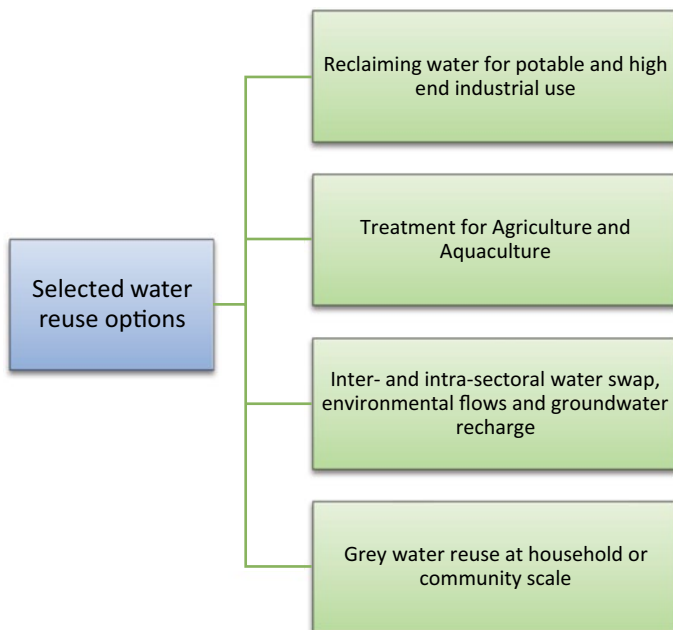 Selected water
reuse options
Reclaiming water for potable and high
end industrial use
Treatment for Agriculture and
Aquaculture
Inter- and intra-sectoral water swap,
environmental flows and groundwater
recharge
Grey water reuse at household or
community scale